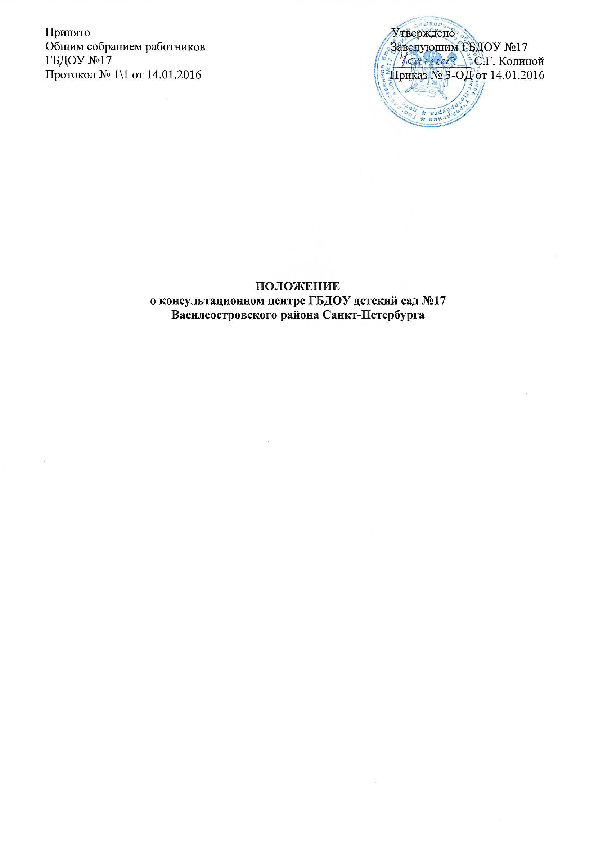 Принято
Общим собранием работников
ГБДОУ №17
Протокол № 1\1 от 14.01.2016
Утверждено
Заведующим ГБДОУ №17
С.Г. Колиной
Приказ № 3-ОД от 14.01.2016
ПОЛОЖЕНИЕ
о консультационном центре ГБДОУ детский сад №17
Василеостровского района Санкт-Петербурга